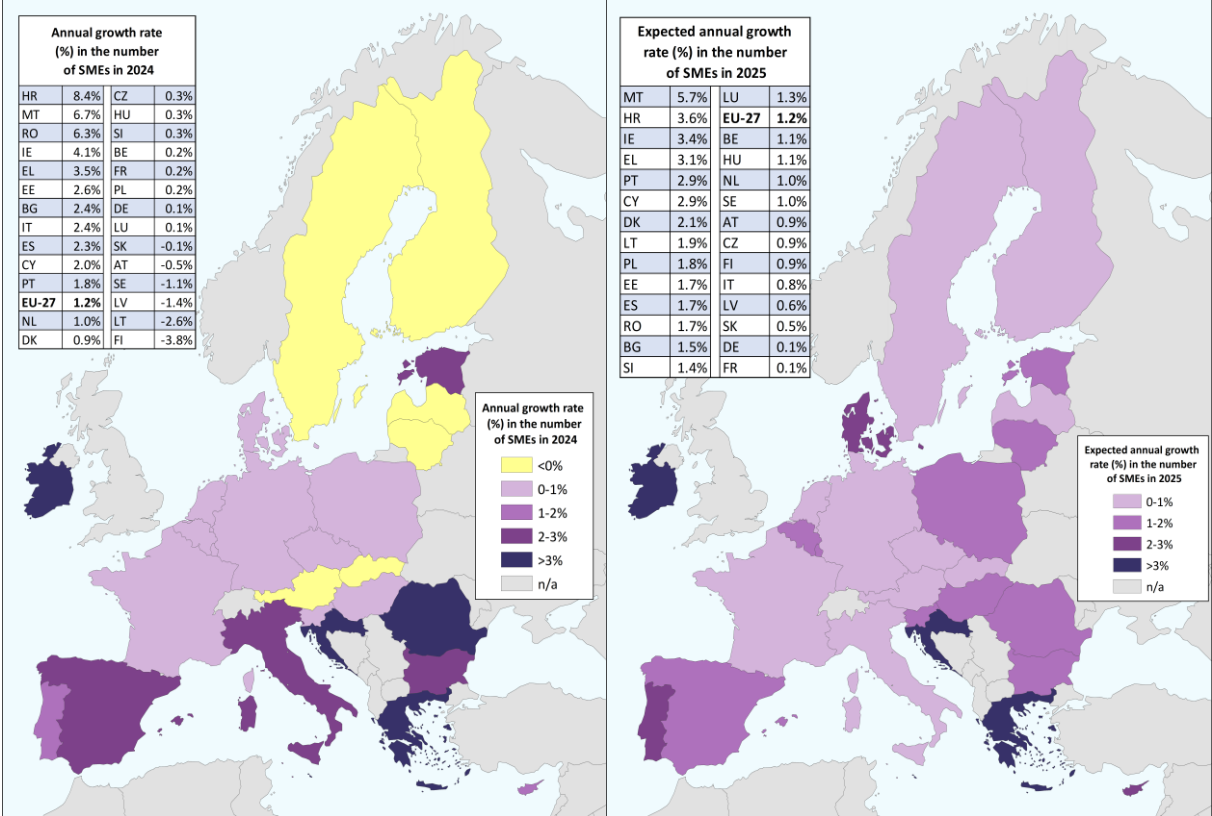 Annual growth rate
(%) in the number
of SMEs in 2024
HR 8.4% CZ 0.3%
MT 6.7% HU 0.3%
RO 6.3% SI 0.3%
IE 4.1% BE 0.2%
EL 3.5% FR 0.2%
EE 2.6% PL 0.2%
BG 2.4% DE 0.1%
IT 2.4% LU 0.1%
ES 2.3% SK -0.1%
CY 2.0% AT -0.5%
PT 1.8% SE -1.1%
EU-27 1.2% LV -1.4%
NL 1.0% LT -2.6%
DK 0.9% FI -3.8%
Annual growth rate
(%) in the number
of SMEs in 2024
<0%
0-1%
1-2%
2-3%
>3%
n/a
Expected annual growth
rate (%) in the number
of SMEs in 2025
MT 5.7% LU 1.3%
HR 3.6% EU-27 1.2%
IE 3.4% BE 1.1%
EL 3.1% HU 1.1%
PT 2.9% NL 1.0%
CY 2.9% SE 1.0%
DK 2.1% AT 0.9%
LT 1.9% CZ 0.9%
PL 1.8% FI 0.9%
EE 1.7% IT 0.8%
ES 1.7% LV 0.6%
RO 1.7% SK 0.5%
BG 1.5% DE 0.1%
SI 1.4% FR 0.1%
Expected annual growth
rate (%) in the number
of SMEs in 2025
0-1%
1-2%
2-3%
>3%
n/a